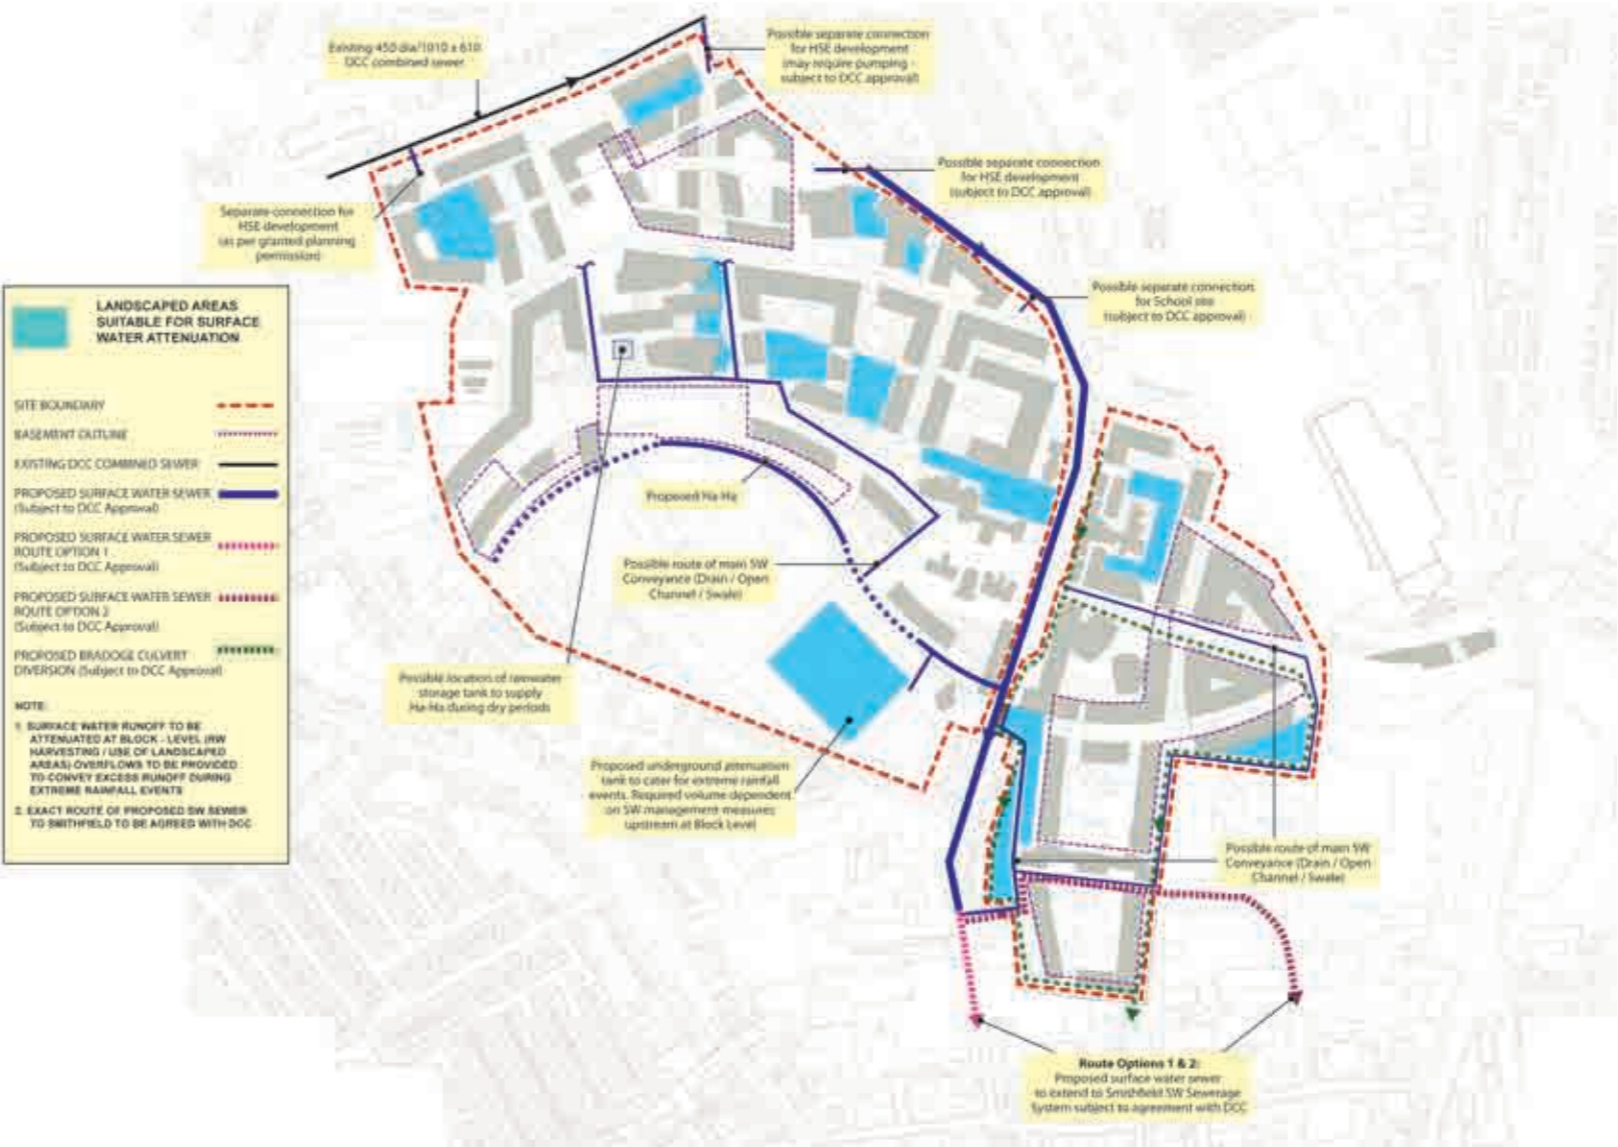 Existing 450 dia/1010 x 610
DCC combined sewer
Possible separate connection
for HSE development
(may require pumping -
subject to DCC approval)
Possible separate connection
for HSE development
(subject to DCC approval)
Separate connection for
HSE development
(as per granted planning
permission)
Possible separate connection
for School site
(subject to DCC approval)
LANDSCAPED AREAS
SUITABLE FOR SURFACE
WATER ATTENUATION
SITE BOUNDARY
BASEMENT OUTLINE
EXISTING DCC COMBINED SEWER
PROPOSED SURFACE WATER SEWER
(Subject to DCC Approval)
PROPOSED SURFACE WATER SEWER
ROUTE OPTION 1
(Subject to DCC Approval)
PROPOSED SURFACE WATER SEWER
ROUTE OPTION 2
(Subject to DCC Approval)
PROPOSED BRADOGE CULVERT
DIVERSION (Subject to DCC Approval)
NOTE:
1. SURFACE WATER RUNOFF TO BE
ATTENUATED AT BLOCK - LEVEL (RW
HARVESTING / USE OF LANDSCAPED
AREAS) OVERFLOWS TO BE PROVIDED
TO CONVEY EXCESS RUNOFF DURING
EXTREME RAINFALL EVENTS
2. EXACT ROUTE OF PROPOSED SW SEWER
TO SMITHFIELD TO BE AGREED WITH DCC
Proposed Ha-Ha
Possible route of main SW
Conveyance (Drain / Open
Channel / Swale)
Possible location of rainwater
storage tank to supply
Ha-Ha during dry periods
Proposed underground attenuation
tank to cater for extreme rainfall
events. Required volume dependent
on SW management measures
upstream at Block Level
Possible route of main SW
Conveyance (Drain / Open
Channel / Swale)
Route Options 1 & 2:
Proposed surface water sewer
to extend to Smithfield SW Sewerage
System subject to agreement with DCC